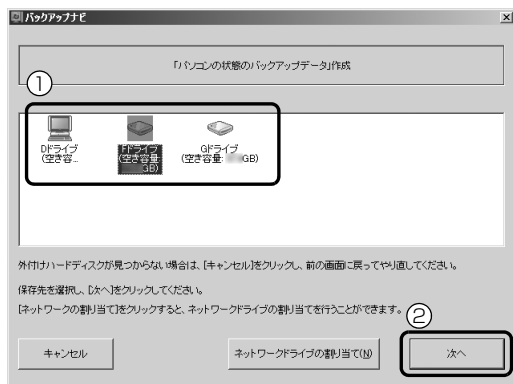 バックアップナビ
「パソコンの状態のバックアップデータ」作成
①
Dドライブ
(空き容...
Fドライブ
(空き容量:
GB)
Gドライブ
(空き容量: GB)
外付けハードディスクが見つからない場合は、[キャンセル]をクリックし、前の画面に戻ってやり直してください。
保存先を選択し、[次へ]をクリックしてください。
[ネットワークの割り当て]をクリックすると、ネットワークドライブの割り当てを行うことができます。
②
キャンセル
ネットワークドライブの割り当て(N)
次へ